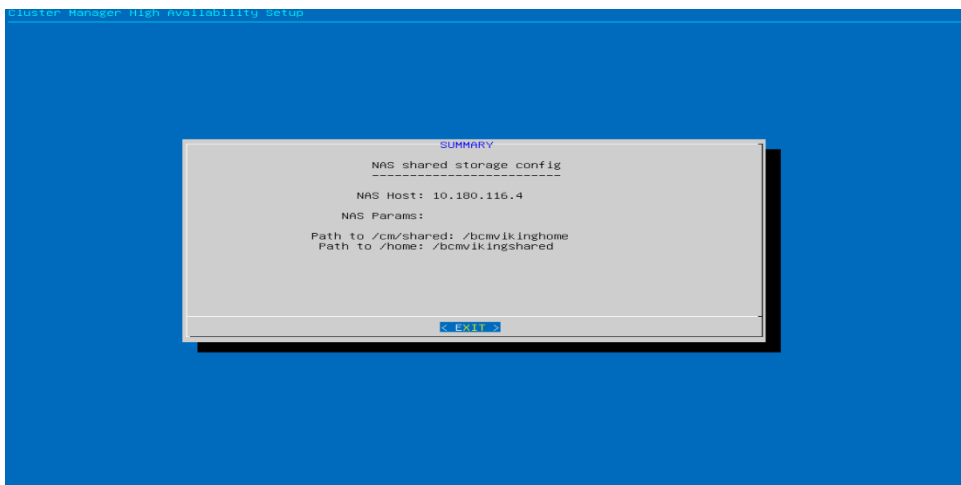 Cluster Manager High Availability Setup
SUMMARY
NAS shared storage config
-------------------------
NAS Host: 10.180.116.4
NAS Params:
Path to /cm/shared: /bcmvikinghome
Path to /home: /bcmvikingshared
< EXIT >